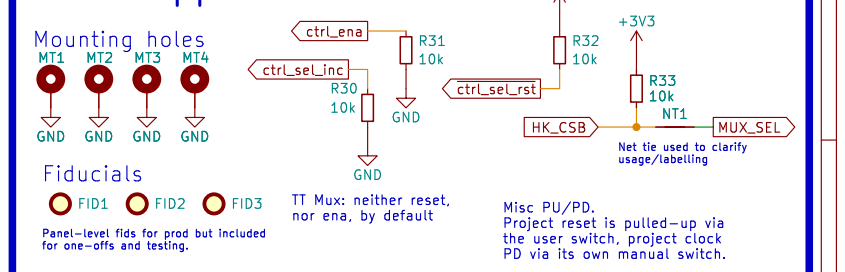 Mounting holes
MT1 MT2 MT3 MT4
GND GND GND GND
Fiducials
FID1 FID2 FID3
Panel-level fids for prod but included
for one-offs and testing.
ctrl_ena
R31
10k
GND
ctrl_sel_inc
R30
10k
GND
TT Mux: neither reset,
nor ena, by default
R32
10k
ctrl_sel_rst
+3V3
R33
10k
HK_CSB
NT1
MUX_SEL
Net tie used to clarify
usage/labelling
Misc PU/PD.
Project reset is pulled-up via
the user switch, project clock
PD via its own manual switch.